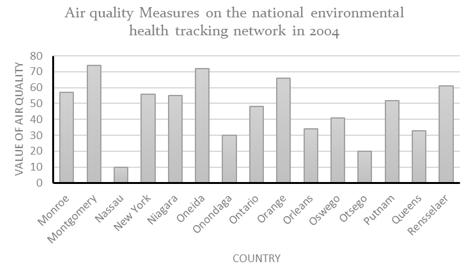 Air quality Measures on the national environmental
health tracking network in 2004
VALUE OF AIR QUALITY
80
70
60
50
40
30
20
10
0
Monroe
Montgomery
Nassau
New York
Niagara
Oneida
Onondaga
Ontario
Orange
Orleans
Oswego
Otsego
Putnam
Queens
Rensselaer
COUNTRY